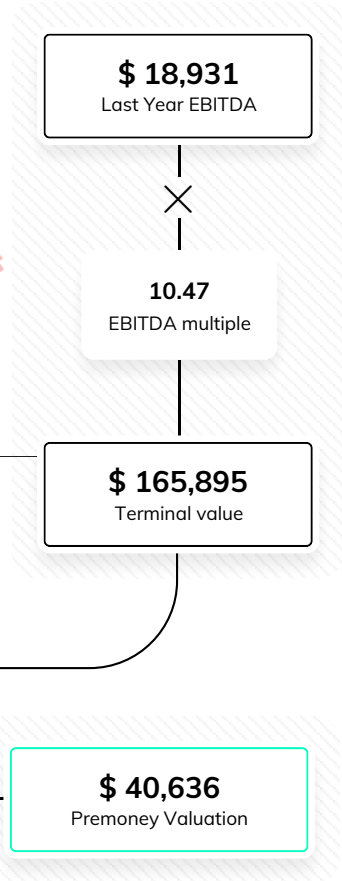 $ 18,931
Last Year EBITDA
10.47
EBITDA multiple
$ 165,895
Terminal value
$ 40,636
Premoney Valuation